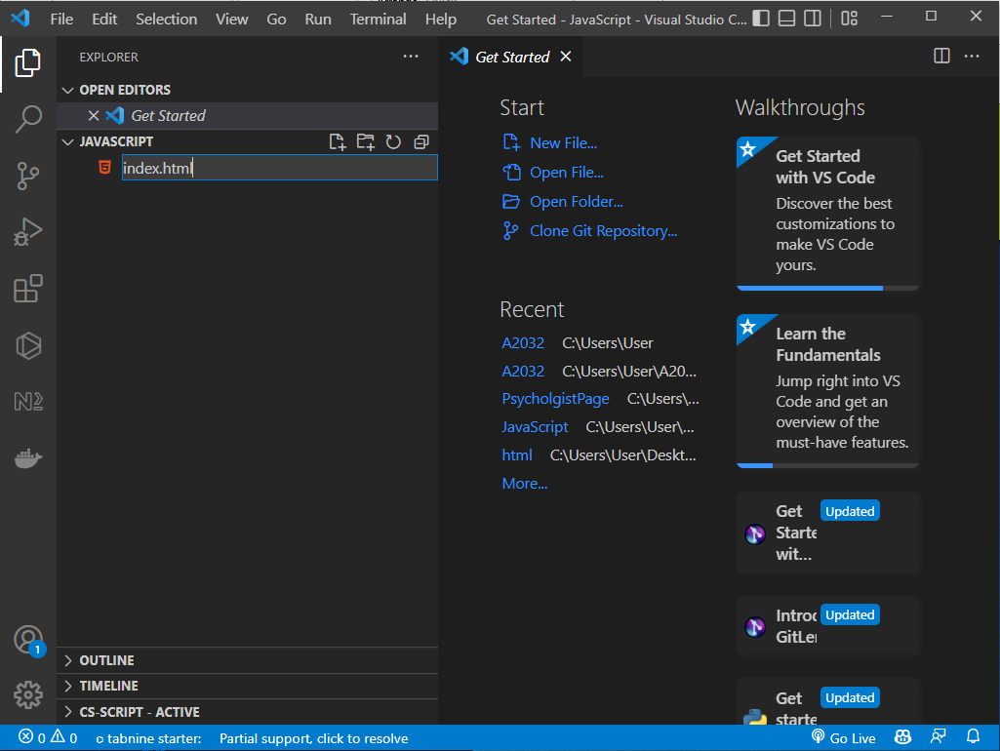 File Edit Selection View Go Run Terminal Help Get Started - JavaScript - Visual Studio C...
EXPLORER
Get Started
OPEN EDITORS
Get Started
JAVASCRIPT
index.html
OUTLINE
TIMELINE
CS-SCRIPT - ACTIVE
Start
New File...
Open File...
Open Folder...
Clone Git Repository...
Recent
A2032 C:\Users\User
A2032 C:\Users\User\A20...
PsycholgistPage C:\Users\...
JavaScript C:\Users\User\...
html C:\Users\User\Deskt...
More...
Walkthroughs
Get Started
with VS Code
Discover the best
customizations to
make VS Code
yours.
Learn the
Fundamentals
Jump right into VS
Code and get an
overview of the
must-have features.
Get Updated
Starte
wit...
Introd Updated
GitLen
Get Updated
starte
1
0 0 tabnine starter: Partial support, click to resolve Go Live